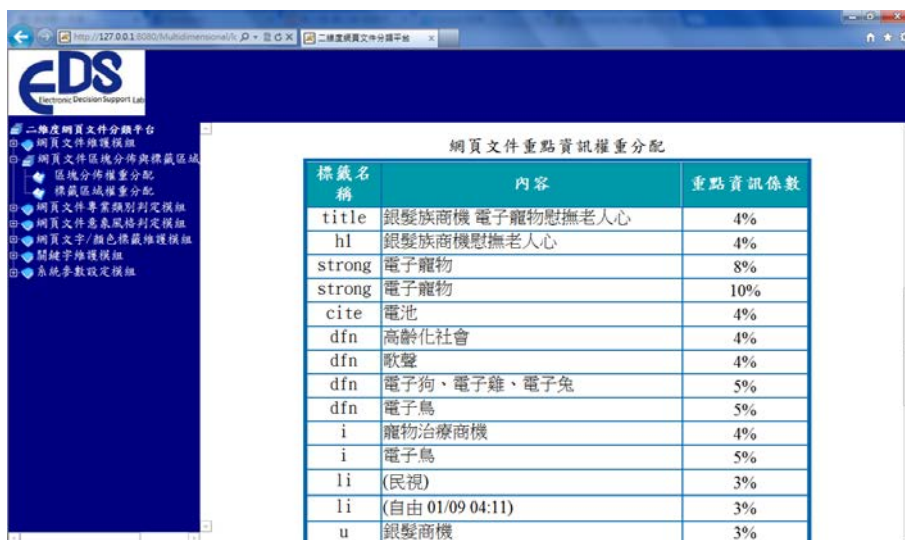 http://127.0.0.1:8080/Multidimensional/c
二維度網頁文件分類平台
EDS
Electronic Decision Support Lab
二維度網頁文件分類平台
網頁文件維護模組
網頁文件區塊分佈與標籤區域
區塊分佈權重分配
標籤區域權重分配
網頁文件專業類別判定模組
網頁文件意象風格判定模組
網頁文字/顏色標籤維護模組
關鍵字維護模組
系統參數設定模組
網頁文件重點資訊權重分配
標籤名稱 內容 重點資訊係數
title 銀髮族商機 電子寵物慰撫老人心 4%
h1 銀髮族商機慰撫老人心 4%
strong 電子寵物 8%
strong 電子寵物 10%
cite 電池 4%
dfn 高齡化社會 4%
dfn 歌聲 4%
dfn 電子狗、電子雞、電子兔 5%
dfn 電子鳥 5%
i 寵物治療商機 4%
i 電子鳥 5%
li (民視) 3%
li (自由 01/09 04:11) 3%
u 銀髮商機 3%